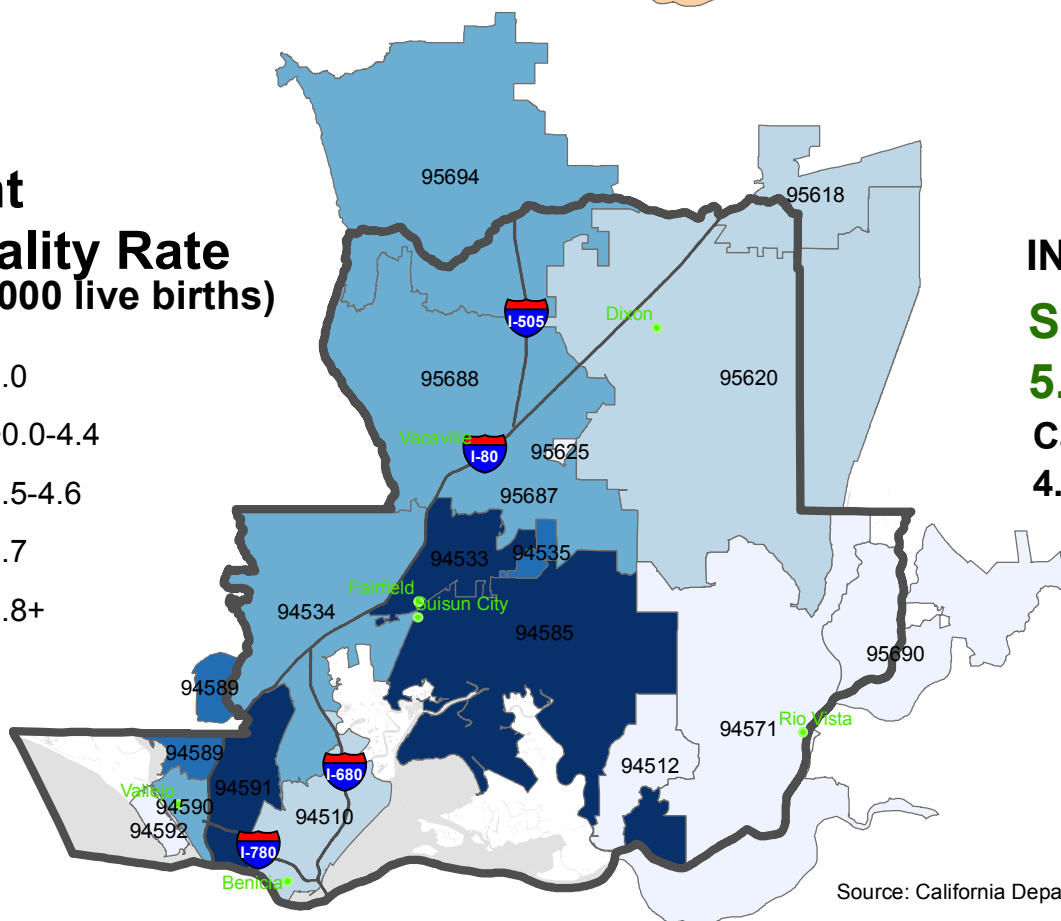 nt
ality Rate
000 live births)
.0
0.0-4.4
.5-4.6
.7
.8+
95694
95618
I-505
Dixon
95688
95620
Vacaville
I-80
95625
95687
94533
94535
Fairfield
Suisun City
94534
94585
94589
95690
94571
Rio Vista
94589
94512
I-680
Vallejo
94591
94590
94510
94592
I-780
Benicia
IN
S
5.
C
4.
Source: California Depa